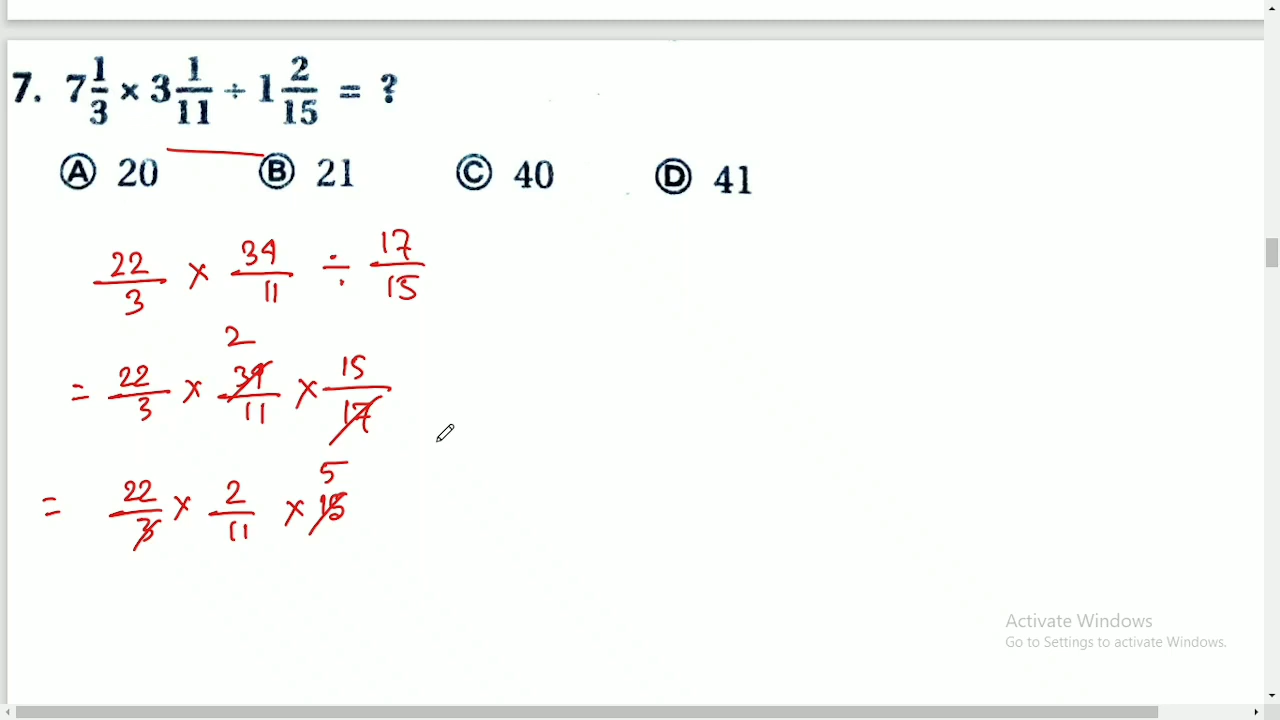 7. 7 1/3 × 3 1/11 ÷ 1 2/15 = ?
Ⓐ 20 Ⓑ 21 Ⓒ 40 Ⓓ 41
22/3 × 34/11 ÷ 17/15
2
= 22/3 × 34/11 × 15/17
5
= 22/3 × 2/11 × 15
Activate Windows
Go to Settings to activate Windows.